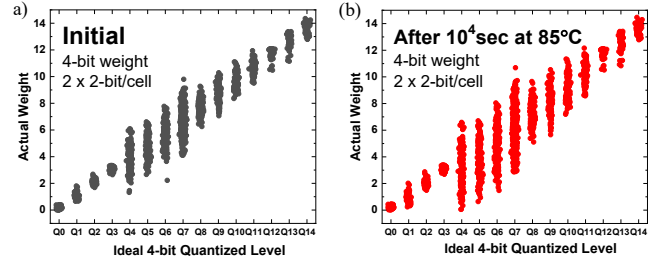 a)
Initial
4-bit weight
2 x 2-bit/cell
Actual Weight
14
12
10
8
6
4
2
0
Q0 Q1 Q2 Q3 Q4 Q5 Q6 Q7 Q8 Q9 Q10 Q11 Q12 Q13 Q14
Ideal 4-bit Quantized Level
b)
After 10⁴sec at 85ºC
4-bit weight
2 x 2-bit/cell
Actual Weight
14
12
10
8
6
4
2
0
Q0 Q1 Q2 Q3 Q4 Q5 Q6 Q7 Q8 Q9 Q10 Q11 Q12 Q13 Q14
Ideal 4-bit Quantized Level